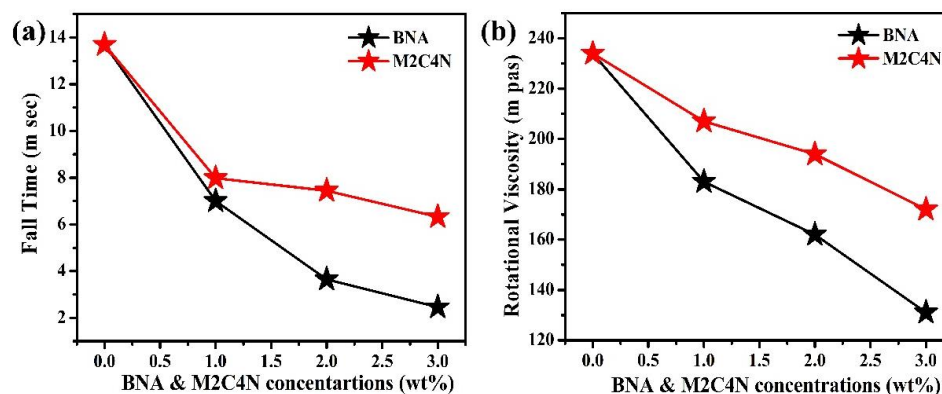 (a)
BNA
M2C4N
Fall Time (m sec)
14
12
10
8
6
4
2
0.0 0.5 1.0 1.5 2.0 2.5 3.0
BNA & M2C4N concentartions (wt%)
(b)
BNA
M2C4N
Rotational Viscosity (m pas)
240
220
200
180
160
140
120
0.0 0.5 1.0 1.5 2.0 2.5 3.0
BNA & M2C4N concentrations (wt%)